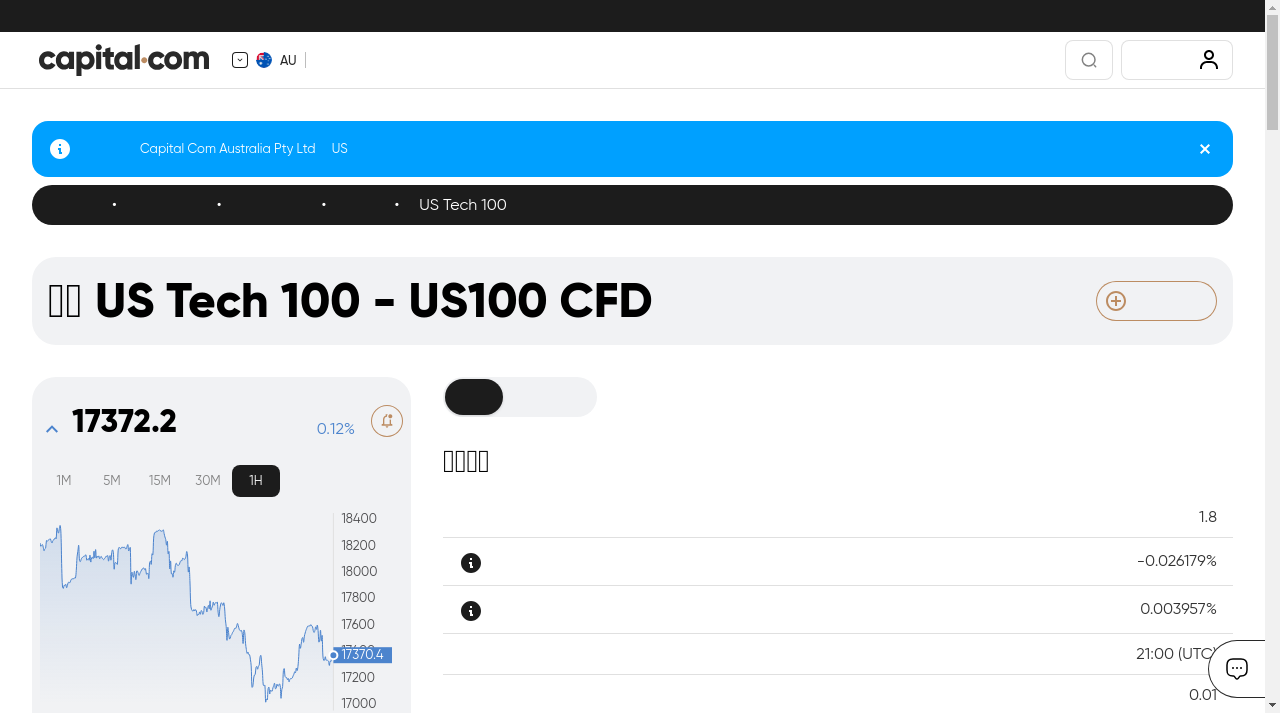 capital.com
AU
Capital Com Australia Pty Ltd US
US Tech 100
US Tech 100 - US100 CFD
17372.2
0.12%
1M 5M 15M 30M 1H
18400
18200
18000
17800
17600
17370.4
17200
17000
1.8
-0.026179%
0.003957%
21:00 (UTC)
0.01